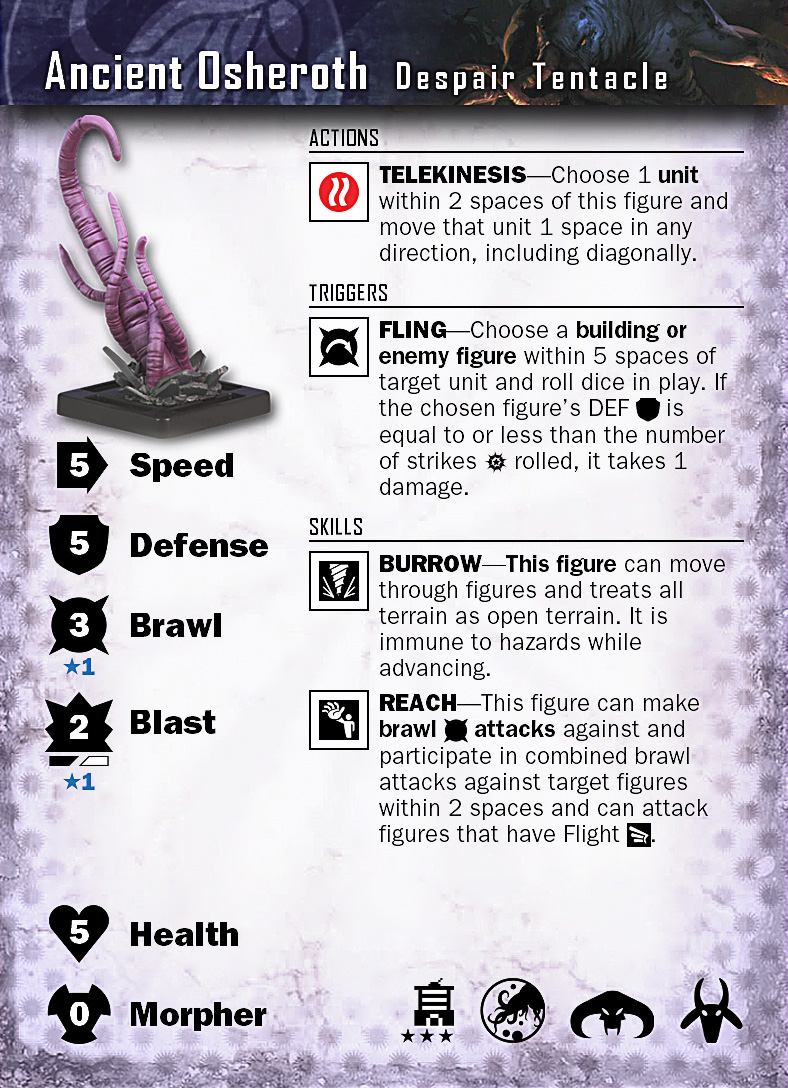 Ancient Osheroth Despair Tentacle
ACTIONS
TELEKINESIS—Choose 1 unit
within 2 spaces of this figure and
move that unit 1 space in any
direction, including diagonally.
TRIGGERS
FLING—Choose a building or
enemy figure within 5 spaces of
target unit and roll dice in play. If
the chosen figure's DEF is
equal to or less than the number
of strikes rolled, it takes 1
damage.
SKILLS
BURROW—This figure can move
through figures and treats all
terrain as open terrain. It is
immune to hazards while
advancing.
REACH—This figure can make
brawl attacks against and
participate in combined brawl
attacks against target figures
within 2 spaces and can attack
figures that have Flight .
5 Speed
5 Defense
3 Brawl
★1
2 Blast
★1
5 Health
0 Morpher
★★★